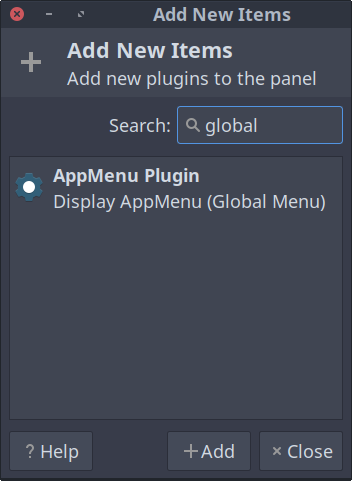 Add New Items
Add New Items
Add new plugins to the panel
Search: global
AppMenu Plugin
Display AppMenu (Global Menu)
? Help
+Add
× Close